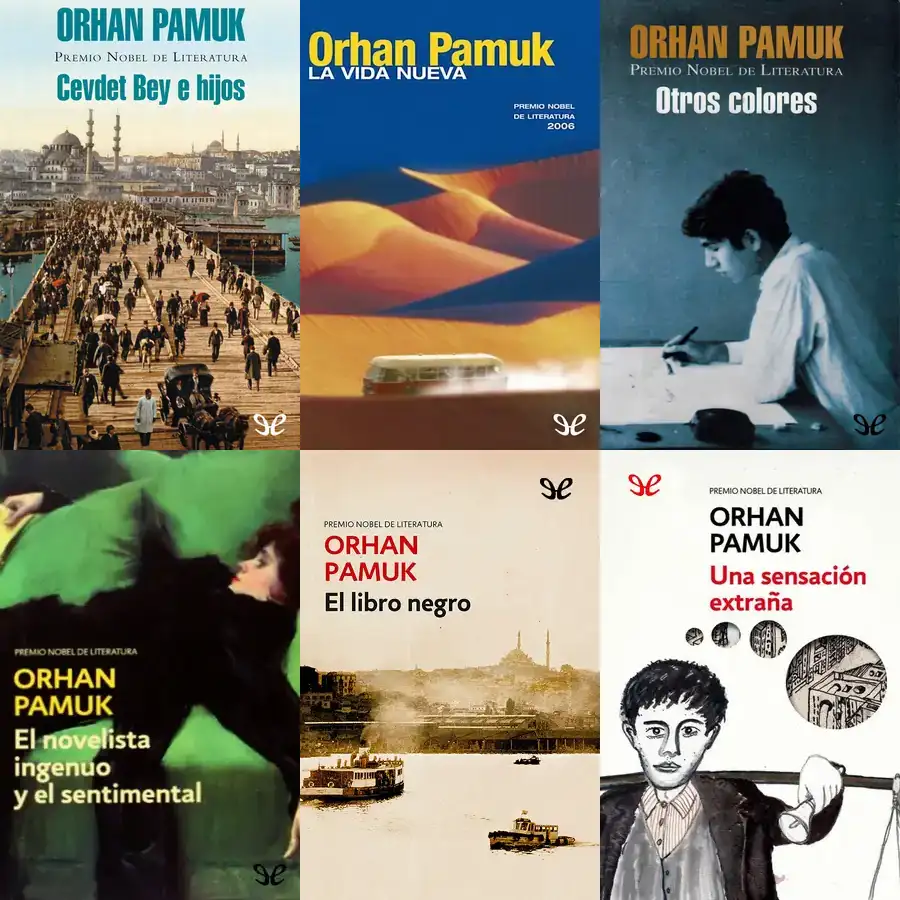 ORHAN PAMUK
PREMIO NOBEL DE LITERATURA
Cevdet Bey e hijos
Orhan Pamuk
LA VIDA NUEVA
PREMIO NOBEL
DE LITERATURA
2006
ORHAN PAMUK
PREMIO NOBEL DE LITERATURA
Otros colores
PREMIO NOBEL DE LITERATURA
ORHAN
PAMUK
El novelista
ingenuo
y el sentimental
PREMIO NOBEL DE LITERATURA
ORHAN
PAMUK
El libro negro
PREMIO NOBEL DE LITERATURA
ORHAN
PAMUK
Una sensación
extraña